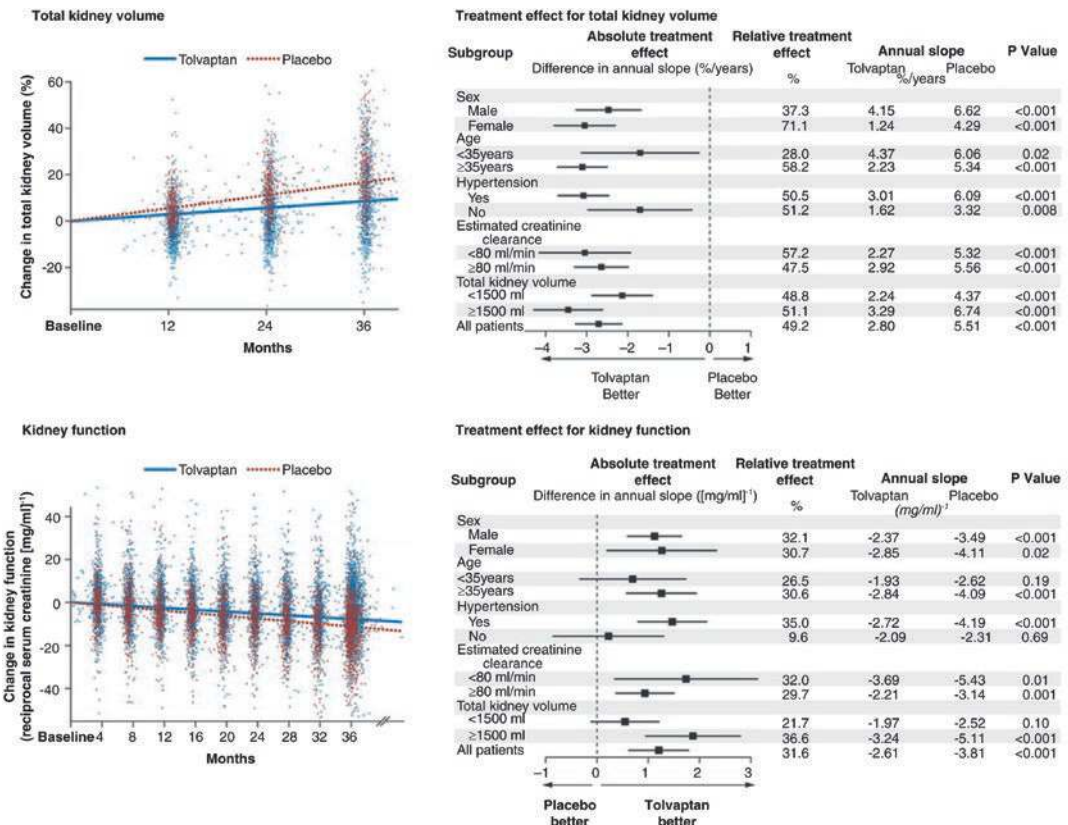 Total kidney volume
Tolvaptan Placebo
Change in total kidney volume (%)
60
40
20
0
-20
Baseline 12 24 36
Months
Treatment effect for total kidney volume
Subgroup Absolute treatment effect Relative treatment effect Annual slope P Value
Difference in annual slope (%/years) % Tolvaptan Placebo
%/years
Sex
Male 37.3 4.15 6.62 <0.001
Female 71.1 1.24 4.29 <0.001
Age
<35years 28.0 4.37 6.06 0.02
≥35years 58.2 2.23 5.34 <0.001
Hypertension
Yes 50.5 3.01 6.09 <0.001
No 51.2 1.62 3.32 0.008
Estimated creatinine
clearance
<80 ml/min 57.2 2.27 5.32 <0.001
≥80 ml/min 47.5 2.92 5.56 <0.001
Total kidney volume
<1500 ml 48.8 2.24 4.37 <0.001
≥1500 ml 51.1 3.29 6.74 <0.001
All patients 49.2 2.80 5.51 <0.001
-4 -3 -2 -1 0 1
Tolvaptan Placebo
Better Better
Kidney function
Tolvaptan Placebo
Change in kidney function
(reciprocal serum creatinine [mg/ml]⁻¹)
40
20
0
-20
-40
Baseline 4 8 12 16 20 24 28 32 36
Months
Treatment effect for kidney function
Subgroup Absolute treatment effect Relative treatment effect Annual slope P Value
Difference in annual slope ([mg/ml]⁻¹) % Tolvaptan Placebo
(mg/ml)⁻¹
Sex
Male 32.1 -2.37 -3.49 <0.001
Female 30.7 -2.85 -4.11 0.02
Age
<35years 26.5 -1.93 -2.62 0.19
≥35years 30.6 -2.84 -4.09 <0.001
Hypertension
Yes 35.0 -2.72 -4.19 <0.001
No 9.6 -2.09 -2.31 0.69
Estimated creatinine
clearance
<80 ml/min 32.0 -3.69 -5.43 0.01
≥80 ml/min 29.7 -2.21 -3.14 0.001
Total kidney volume
<1500 ml 21.7 -1.97 -2.52 0.10
≥1500 ml 36.6 -3.24 -5.11 <0.001
All patients 31.6 -2.61 -3.81 <0.001
-1 0 1 2 3
Placebo Tolvaptan
better better